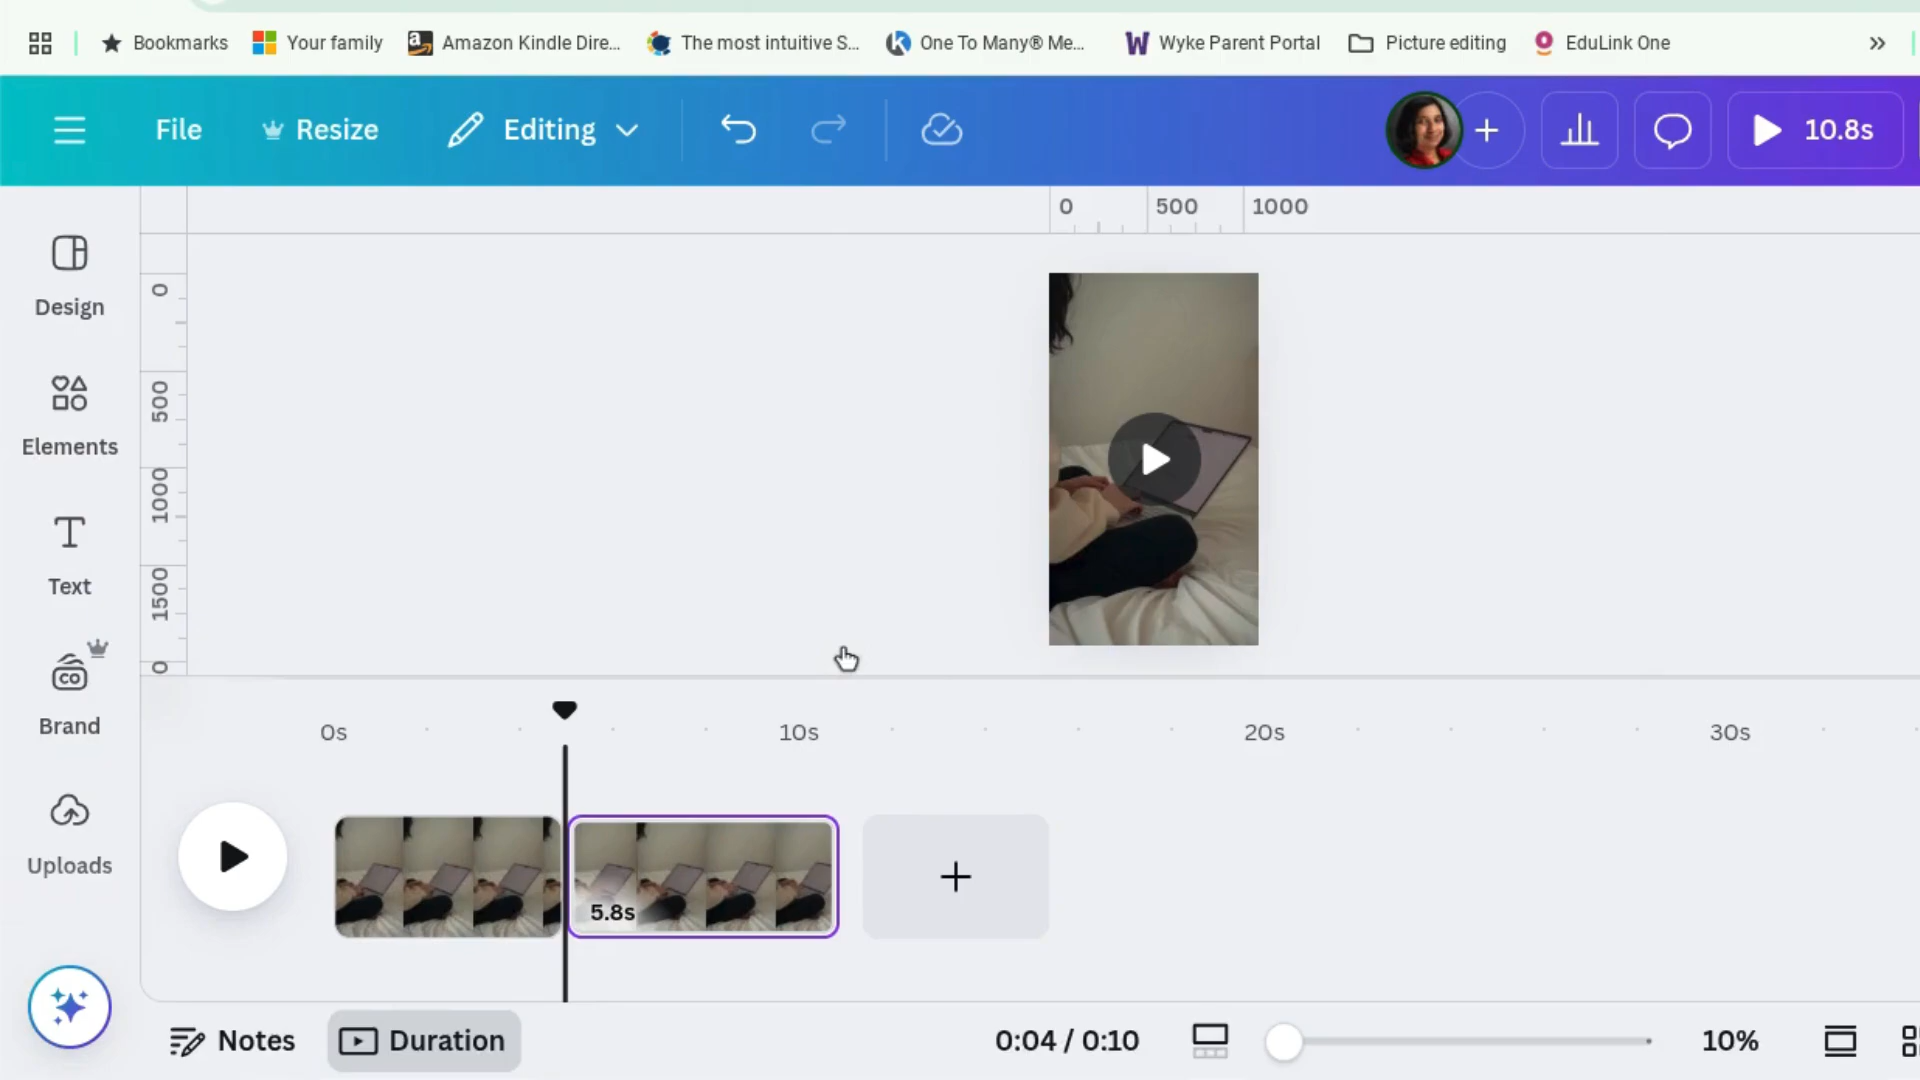 Bookmarks Your family Amazon Kindle Dire... The most intuitive S... One To Many® Me... Wyke Parent Portal Picture editing EduLink One
File Resize Editing 10.8s
0 500 1000
Design
Elements
Text
Brand
Uploads
0
500
1000
1500
0
0s 10s 20s 30s
5.8s
Notes Duration 0:04 / 0:10 10%